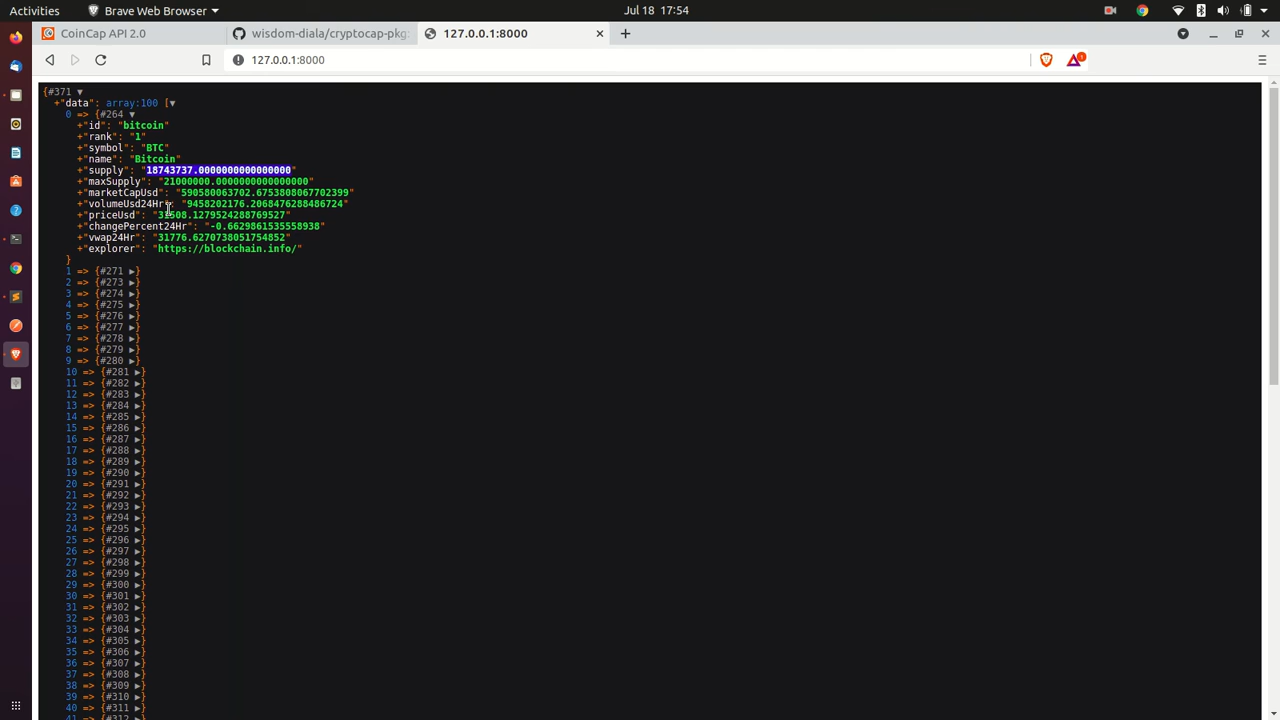 Activities
Brave Web Browser ▾
Jul 18 17:54
CoinCap API 2.0
wisdom-diala/cryptocap-pkg:
127.0.0.1:8000
127.0.0.1:8000
{#371 ▼
+"data": array:100 [▼
0 => {#264 ▼
+"id": "bitcoin"
+"rank": "1"
+"symbol": "BTC"
+"name": "Bitcoin"
+"supply": "18743737.0000000000000000"
+"maxSupply": "21000000.0000000000000000"
+"marketCapUsd": "590580063702.6753808067702399"
+"volumeUsd24Hr": "9458202176.2068476288486724"
+"priceUsd": "31508.1279524288769527"
+"changePercent24Hr": "-0.6629861535558938"
+"vwap24Hr": "31776.6270738051754852"
+"explorer": "https://blockchain.info/"
}
1 => {#271 ▶}
2 => {#273 ▶}
3 => {#274 ▶}
4 => {#275 ▶}
5 => {#276 ▶}
6 => {#277 ▶}
7 => {#278 ▶}
8 => {#279 ▶}
9 => {#280 ▶}
10 => {#281 ▶}
11 => {#282 ▶}
12 => {#283 ▶}
13 => {#284 ▶}
14 => {#285 ▶}
15 => {#286 ▶}
16 => {#287 ▶}
17 => {#288 ▶}
18 => {#289 ▶}
19 => {#290 ▶}
20 => {#291 ▶}
21 => {#292 ▶}
22 => {#293 ▶}
23 => {#294 ▶}
24 => {#295 ▶}
25 => {#296 ▶}
26 => {#297 ▶}
27 => {#298 ▶}
28 => {#299 ▶}
29 => {#300 ▶}
30 => {#301 ▶}
31 => {#302 ▶}
32 => {#303 ▶}
33 => {#304 ▶}
34 => {#305 ▶}
35 => {#306 ▶}
36 => {#307 ▶}
37 => {#308 ▶}
38 => {#309 ▶}
39 => {#310 ▶}
40 => {#311 ▶}
41 => {#312 ▶}